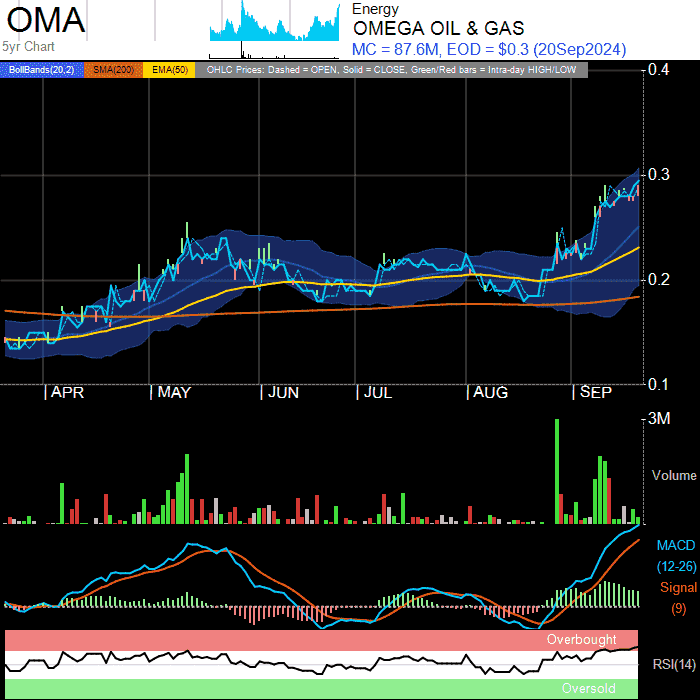 OMA
5yr Chart
Energy
OMEGA OIL & GAS
MC = 87.6M, EOD = $0.3 (20Sep2024)
BollBands(20,2) SMA(200) EMA(50) OHLC Prices: Dashed = OPEN, Solid = CLOSE, Green/Red bars = Intra-day HIGH/LOW
0.4
0.3
0.2
0.1
APR MAY JUN JUL AUG SEP
3M
Volume
MACD
(12-26)
Signal
(9)
Overbought
RSI(14)
Oversold